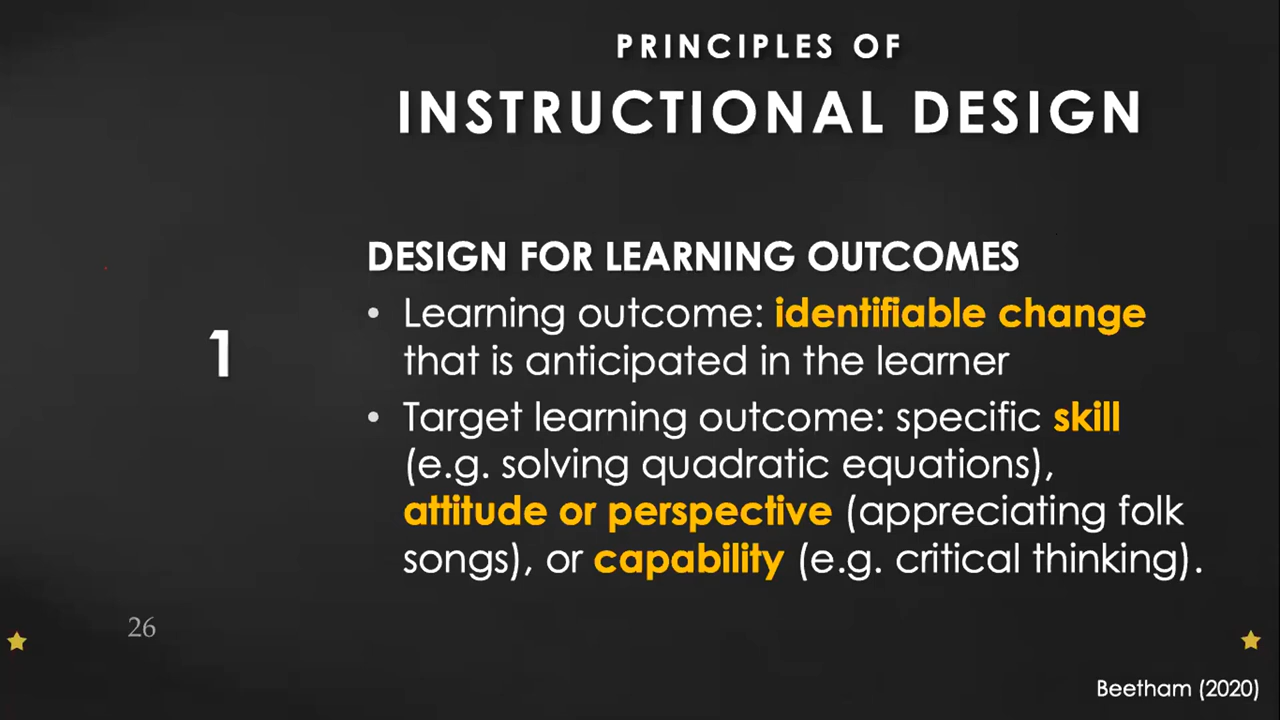 PRINCIPLES OF
INSTRUCTIONAL DESIGN
1
DESIGN FOR LEARNING OUTCOMES
• Learning outcome: identifiable change
that is anticipated in the learner
• Target learning outcome: specific skill
(e.g. solving quadratic equations),
attitude or perspective (appreciating folk
songs), or capability (e.g. critical thinking).
26
Beetham (2020)